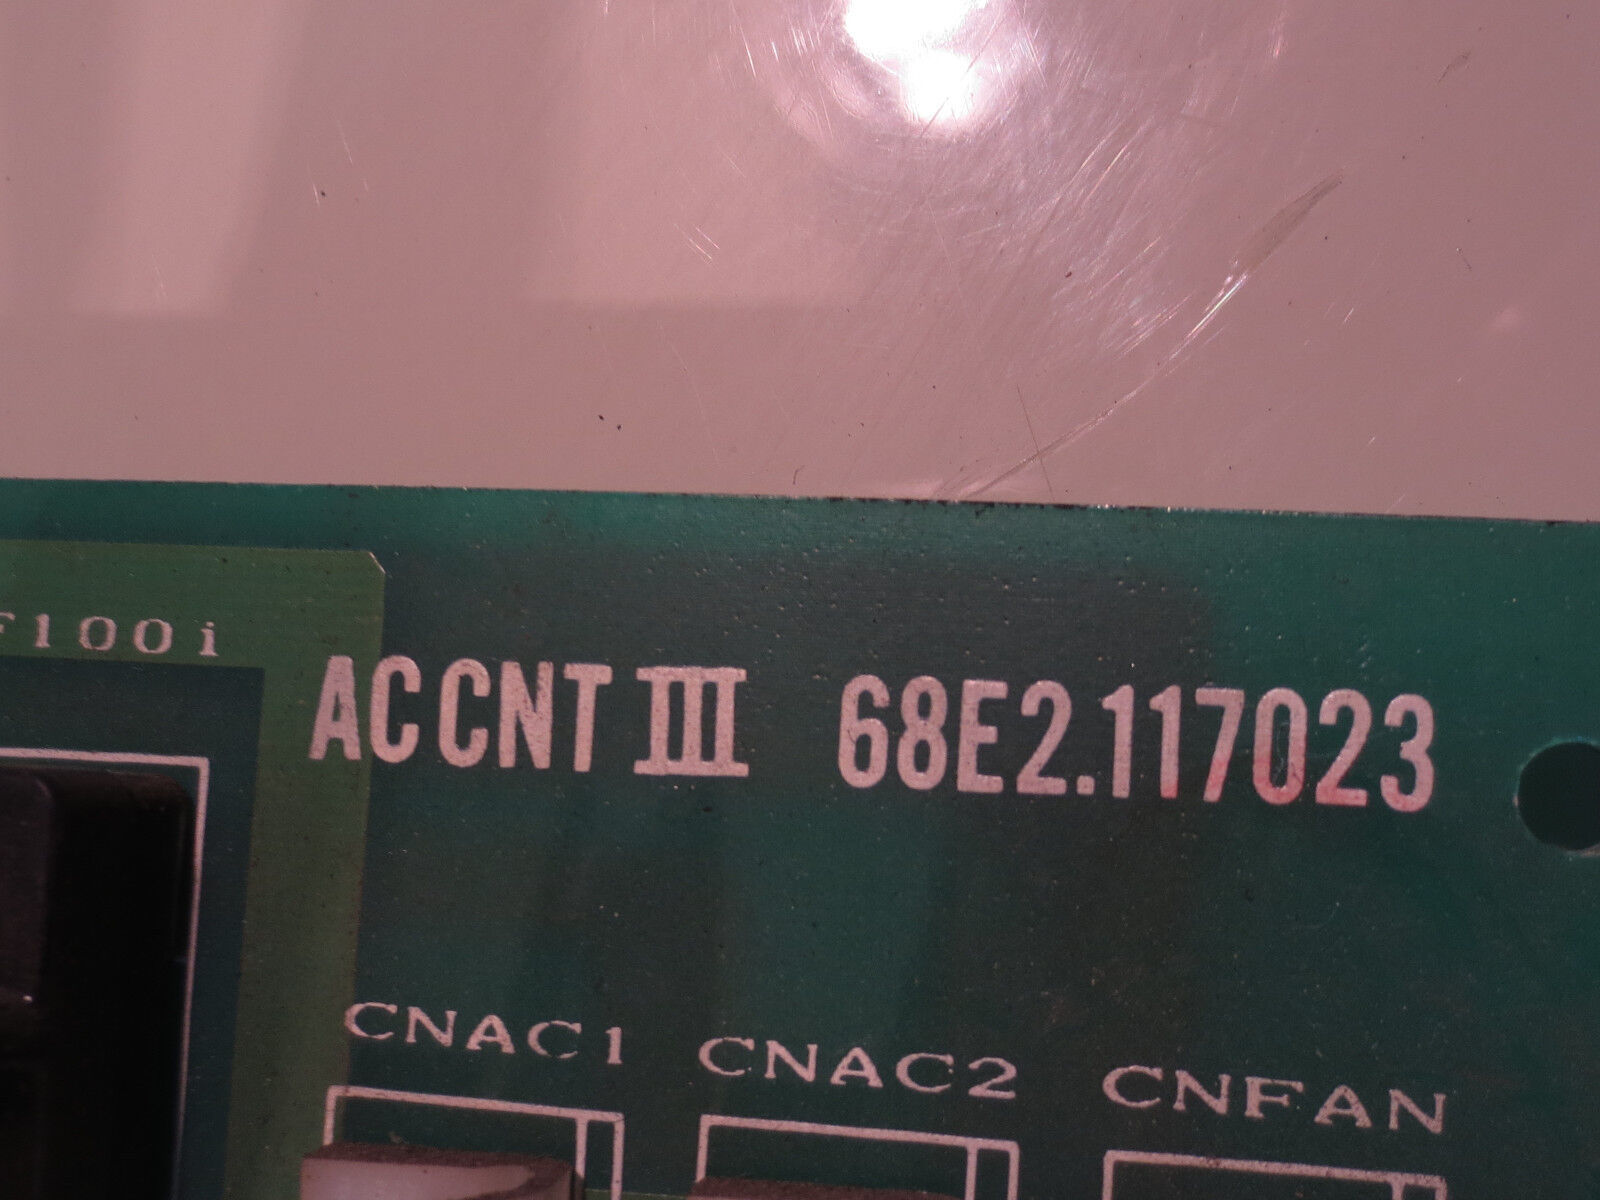 F100i
AC CNT III 68E2.117023
CNAC1
CNAC2
CNFAN